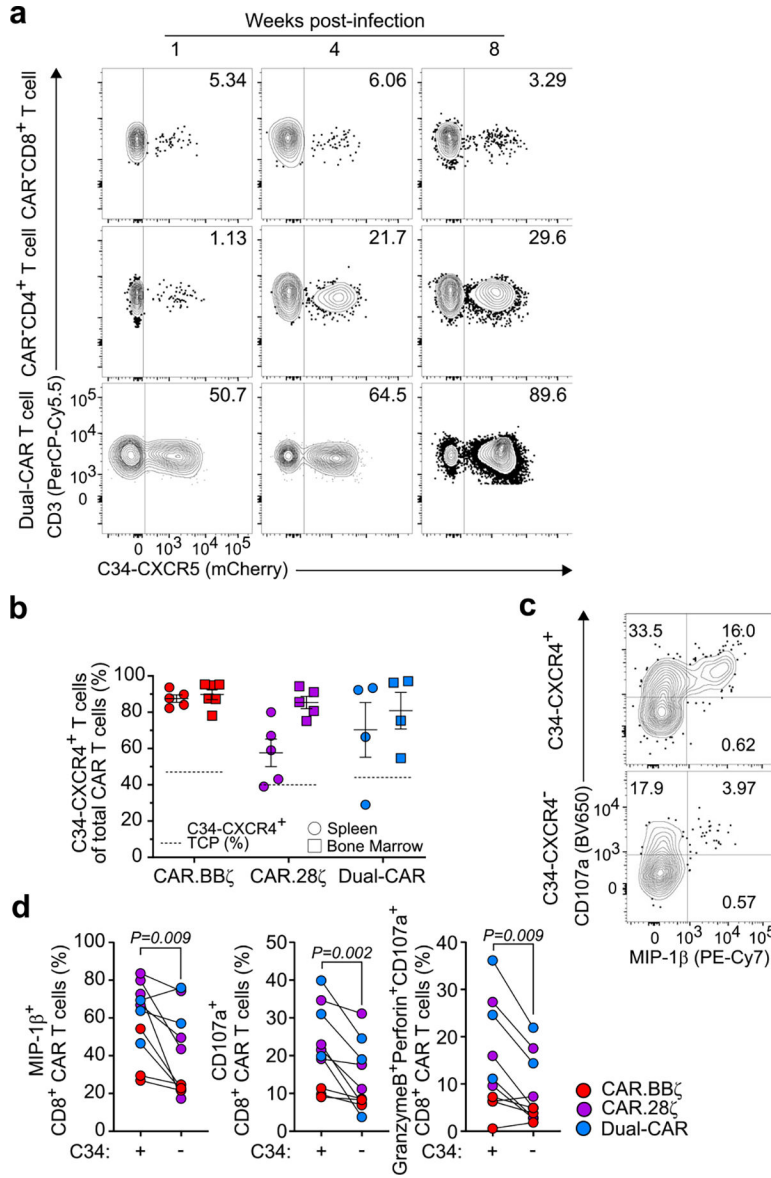 a
Weeks post-infection
1 4 8
CAR⁻CD8⁺ T cell
5.34 6.06 3.29
CAR⁻CD4⁺ T cell
1.13 21.7 29.6
Dual-CAR T cell
CD3 (PerCP-Cy5.5)
50.7 64.5 89.6
10⁵
10⁴
10³
0
0 10³ 10⁴ 10⁵
C34-CXCR5 (mCherry)
b
C34-CXCR4⁺ T cells
of total CAR T cells (%)
100
80
60
40
20
0
C34-CXCR4⁺
TCP (%)
Spleen
Bone Marrow
CAR.BBζ CAR.28ζ Dual-CAR
c
C34-CXCR4⁺
33.5 16.0
0.62
C34-CXCR4⁻
CD107a (BV650)
17.9 3.97
10⁴
10³
0
0.57
0 10³ 10⁴ 10⁵
MIP-1β (PE-Cy7)
d
MIP-1β⁺
CD8⁺ CAR T cells (%)
100
80
60
40
20
0
P=0.009
C34: + -
CD107a⁺
CD8⁺ CAR T cells (%)
50
40
30
20
10
0
P=0.002
C34: + -
GranzymeB⁺Perforin⁺CD107a⁺
CD8⁺ CAR T cells (%)
40
30
20
10
0
P=0.009
C34: + -
CAR.BBζ
CAR.28ζ
Dual-CAR